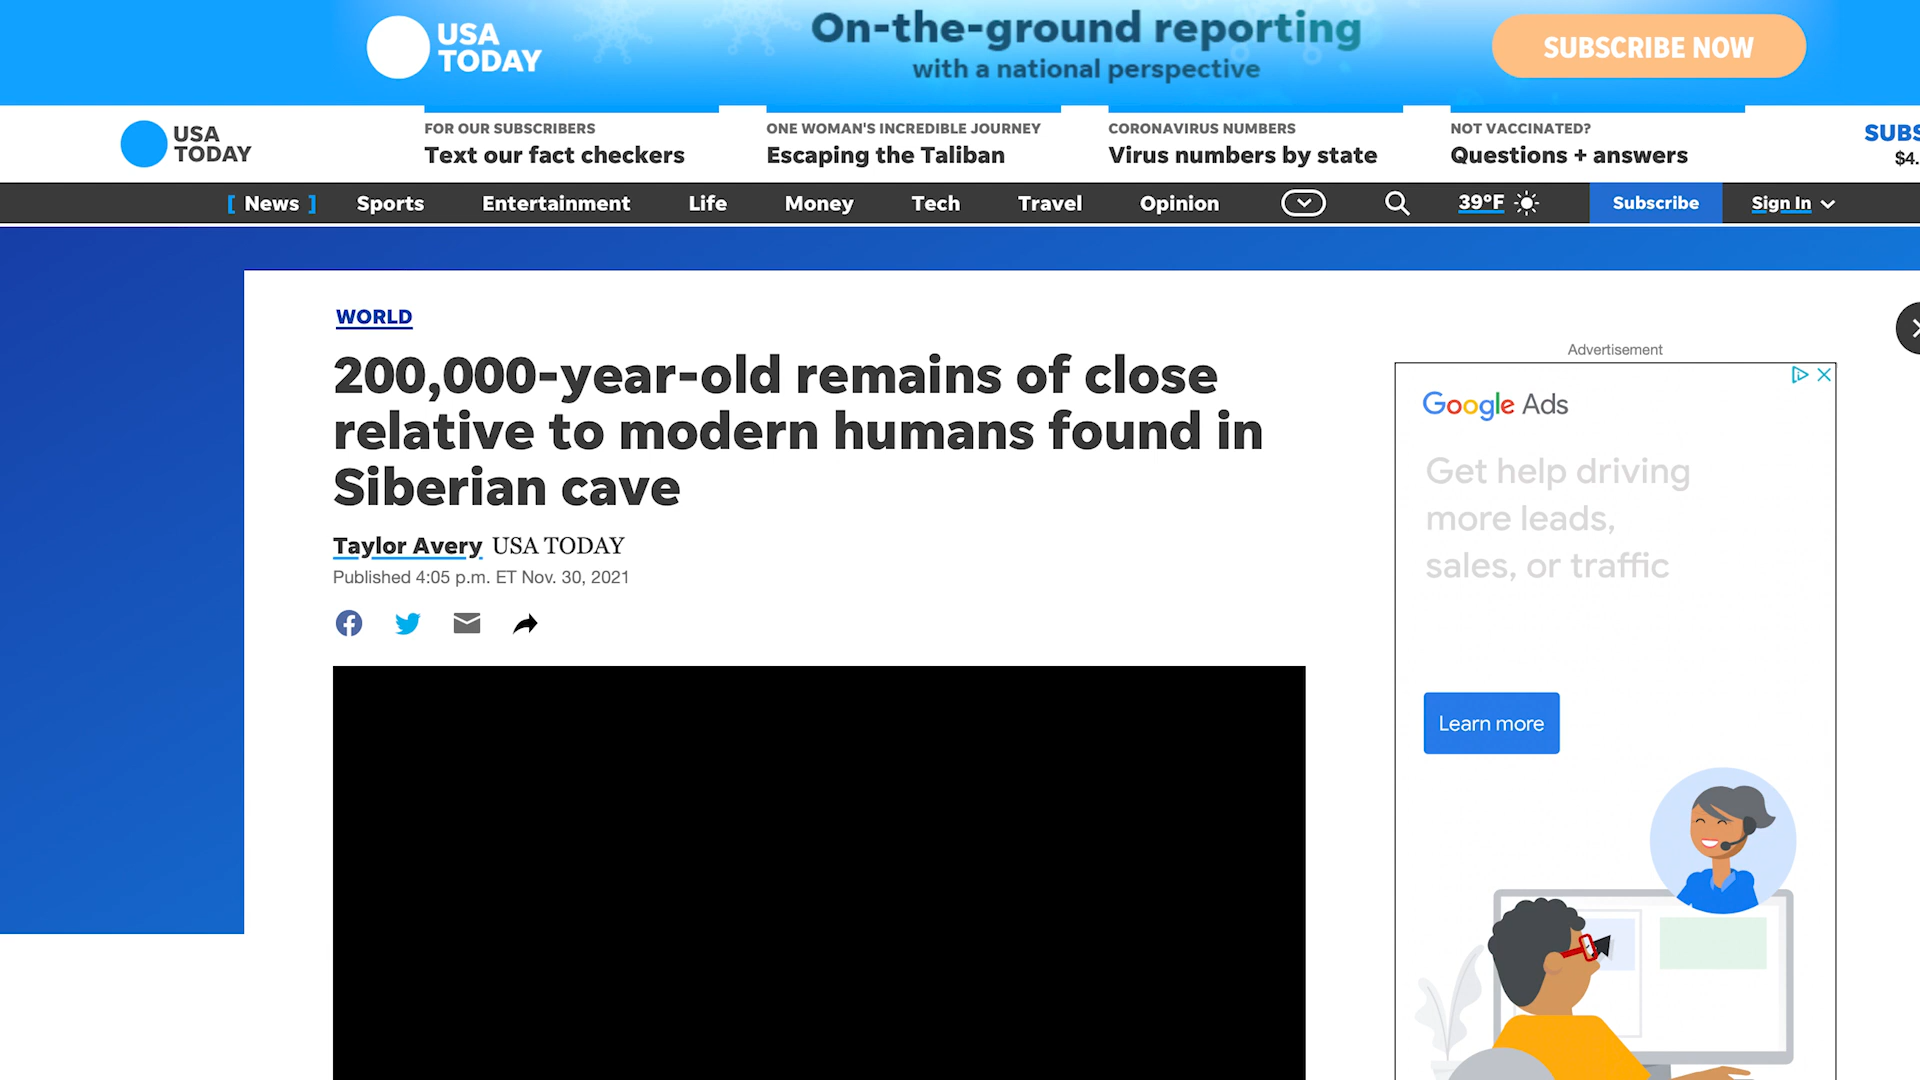 USA
TODAY
On-the-ground reporting
with a national perspective
SUBSCRIBE NOW
USA
TODAY
FOR OUR SUBSCRIBERS
Text our fact checkers
ONE WOMAN'S INCREDIBLE JOURNEY
Escaping the Taliban
CORONAVIRUS NUMBERS
Virus numbers by state
NOT VACCINATED?
Questions + answers
SUBS
$4.
[ News ] Sports Entertainment Life Money Tech Travel Opinion 39°F Subscribe Sign In
WORLD
200,000-year-old remains of close
relative to modern humans found in
Siberian cave
Taylor Avery USA TODAY
Published 4:05 p.m. ET Nov. 30, 2021
Advertisement
Google Ads
Get help driving
more leads,
sales, or traffic
Learn more